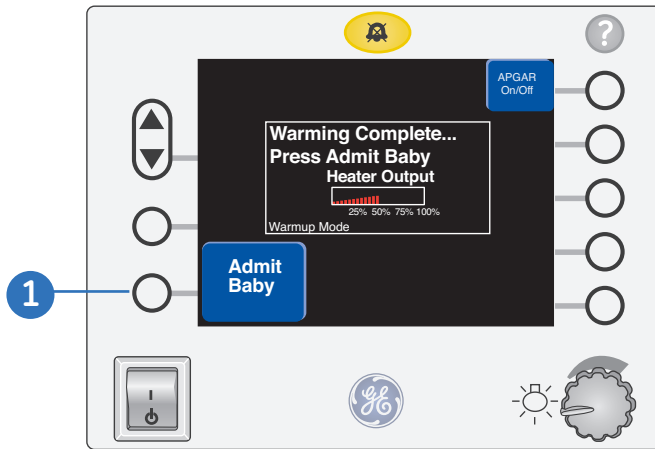 ?
APGAR
On/Off
Warming Complete...
Press Admit Baby
Heater Output
25% 50% 75% 100%
Warmup Mode
Admit
Baby
1
I
GE